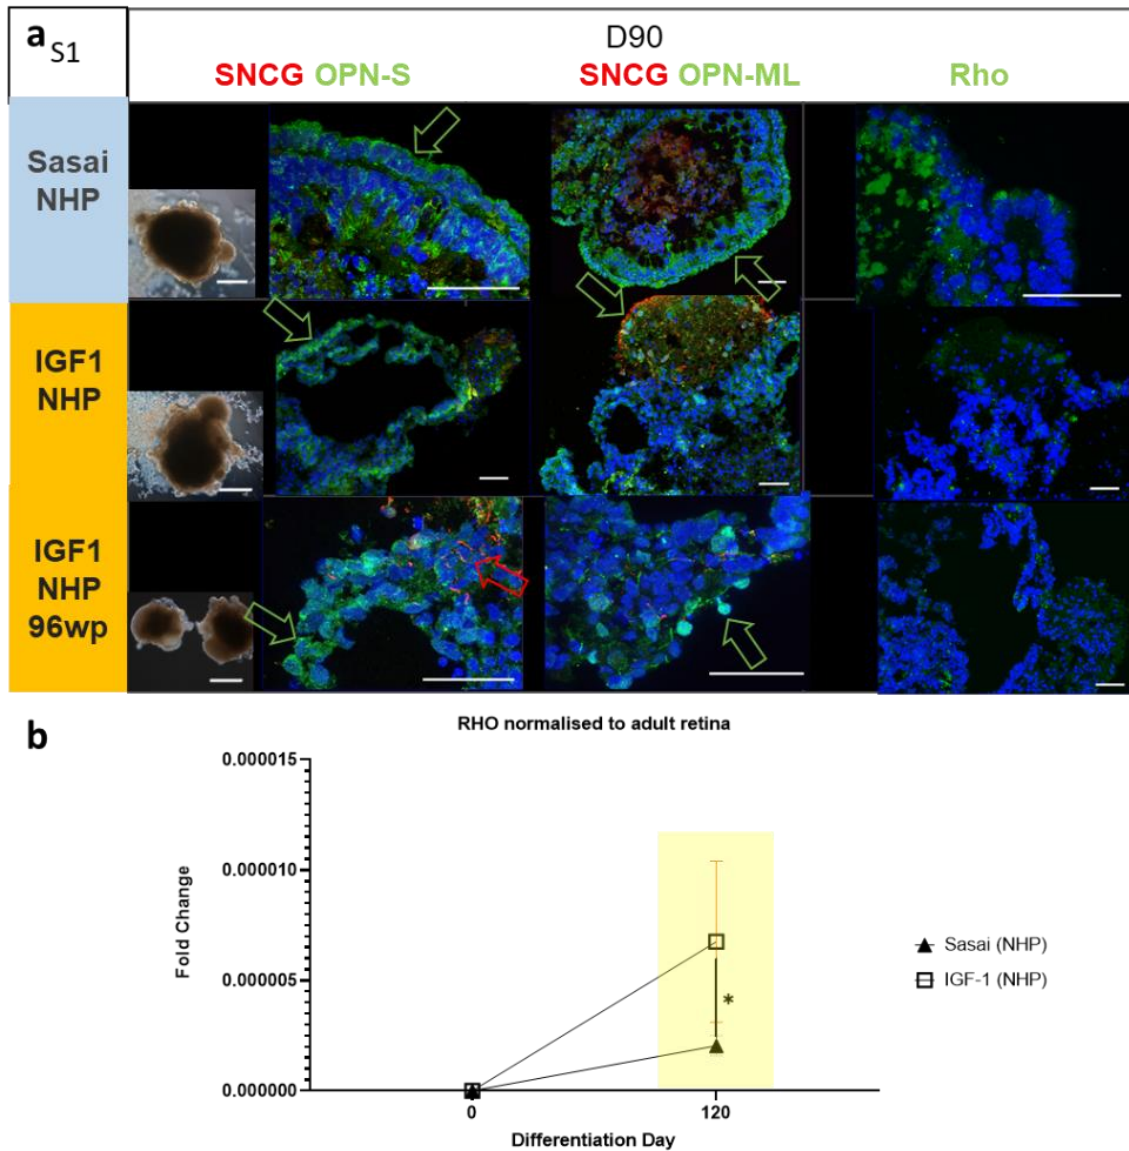 a S1
D90
SNCG OPN-S
SNCG OPN-ML
Rho
Sasai
NHP
IGF1
NHP
IGF1
NHP
96wp
b
RHO normalised to adult retina
0.000015
0.000010
0.000005
0.000000
Fold Change
*
0
120
Differentiation Day
Sasai (NHP)
IGF-1 (NHP)